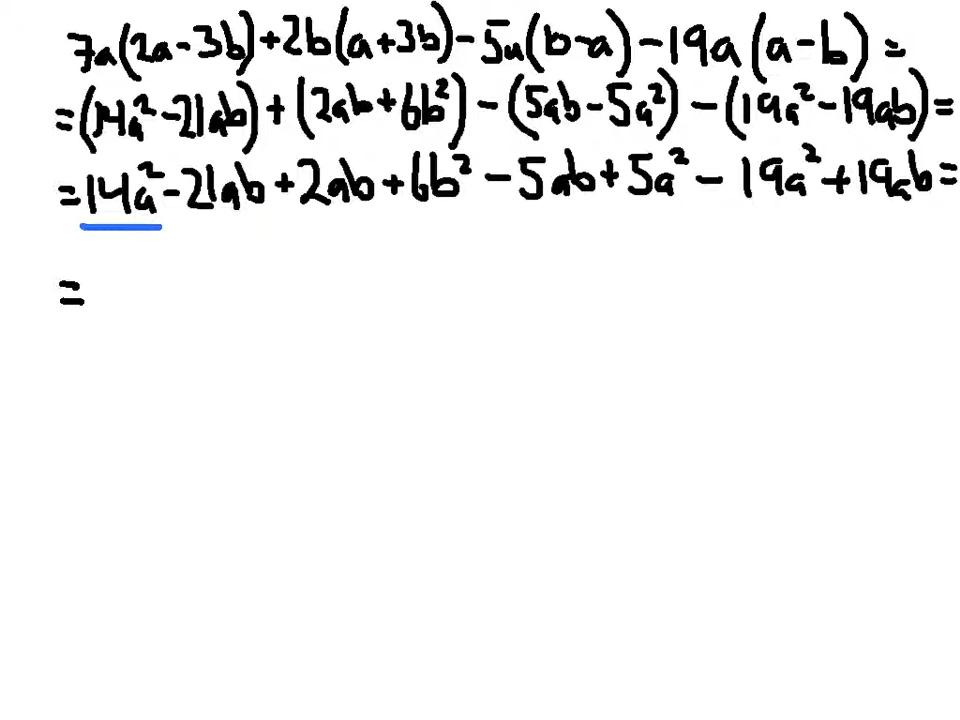 7a(2a-3b)+2b(a+3b)-5a(b-a)-19a(a-b)=
=(14a²-21ab)+(2ab+6b²)-(5ab-5a²)-(19a²-19ab)=
=14a²-21ab+2ab+6b²-5ab+5a²-19a²+19ab=
=